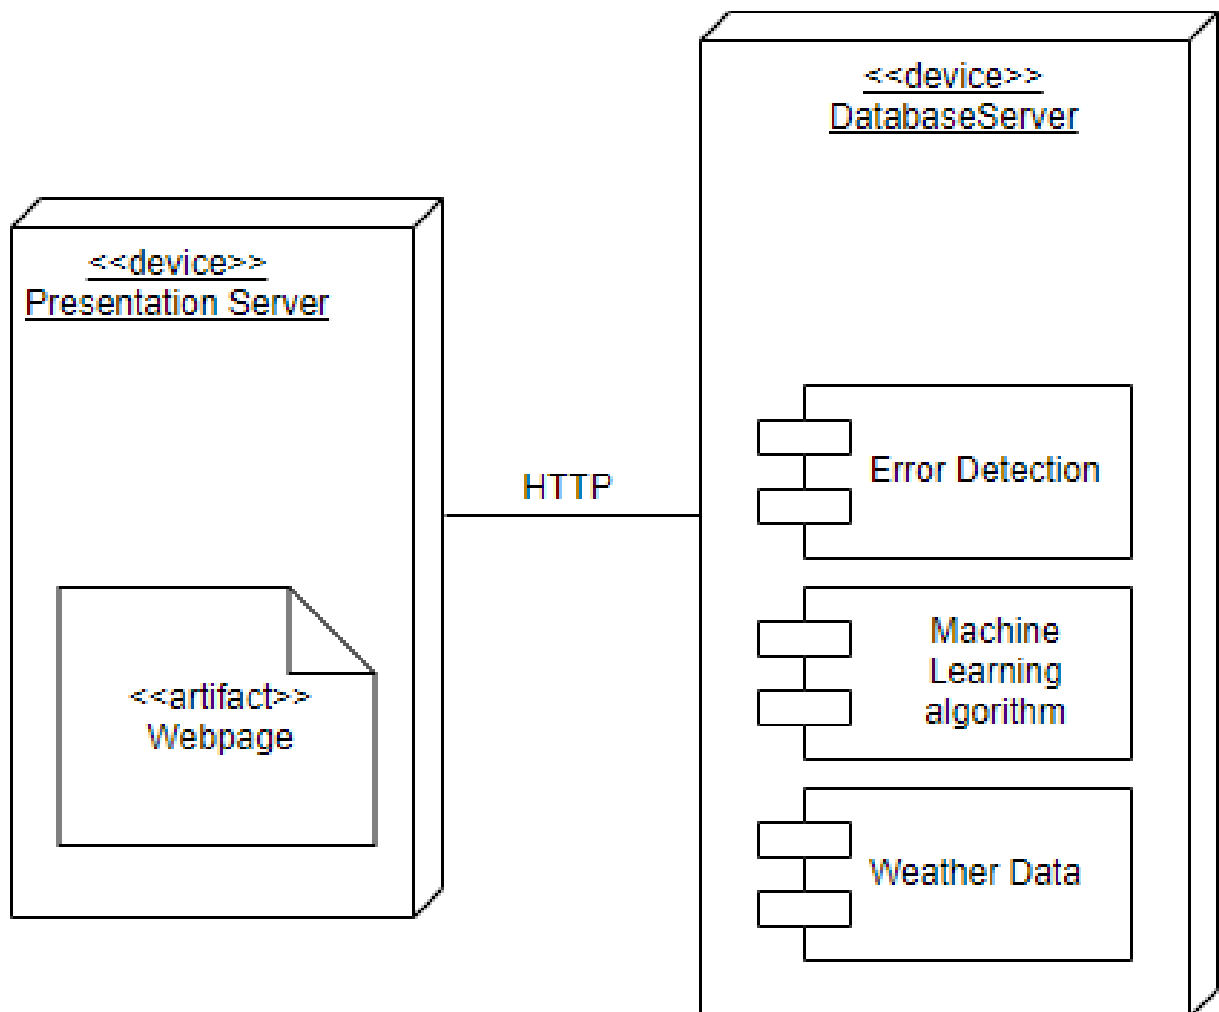 <<device>>
Presentation Server
<<artifact>>
Webpage
HTTP
<<device>>
DatabaseServer
Error Detection
Machine
Learning
algorithm
Weather Data